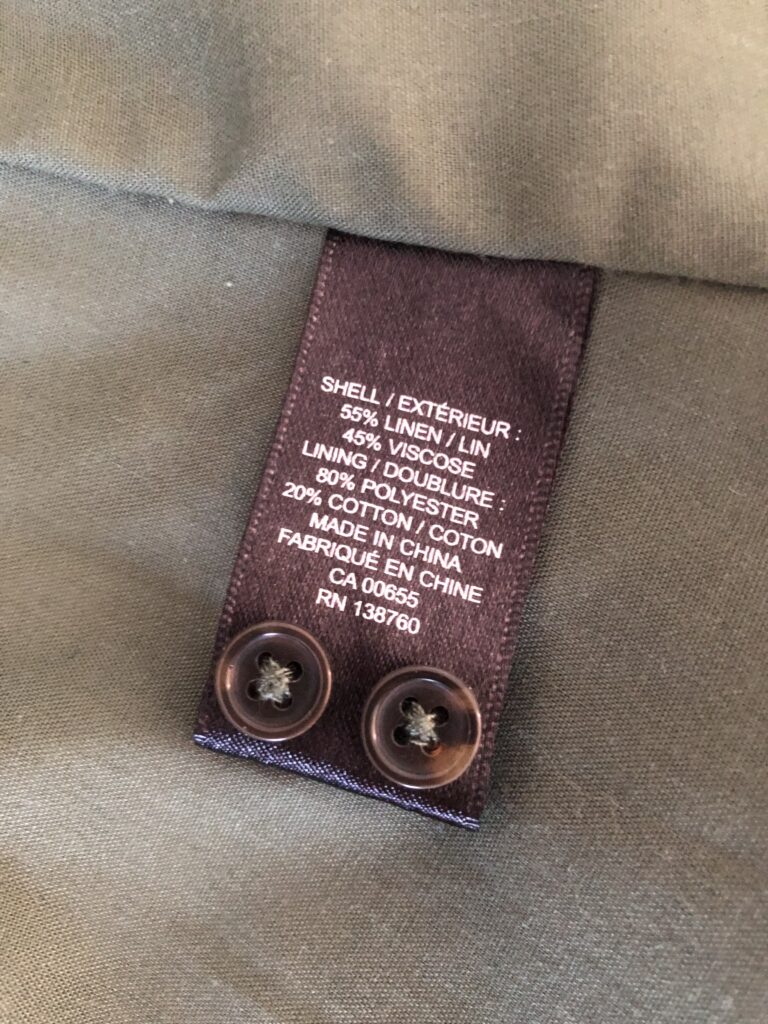 SHELL / EXTÉRIEUR :
55% LINEN / LIN
45% VISCOSE
LINING / DOUBLURE :
80% POLYESTER
20% COTTON / COTON
MADE IN CHINA
FABRIQUÉ EN CHINE
CA 00655
RN 138760